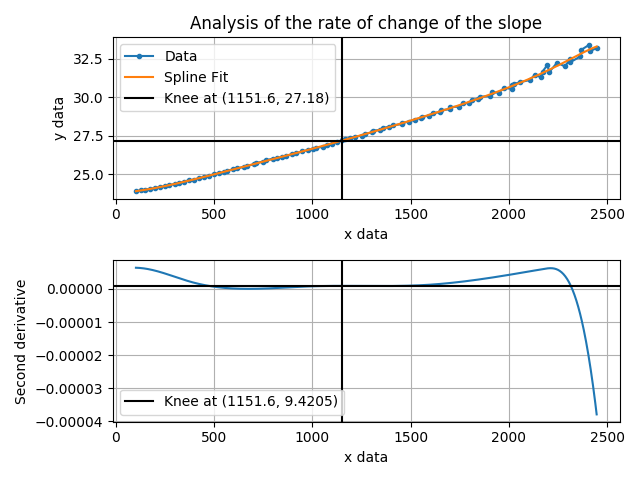 Analysis of the rate of change of the slope
32.5
30.0
27.5
25.0
y data
Data
Spline Fit
Knee at (1151.6, 27.18)
0
500
1000
1500
2000
2500
x data
0.00000
−0.00001
−0.00002
−0.00003
−0.00004
Second derivative
Knee at (1151.6, 9.4205)
0
500
1000
1500
2000
2500
x data